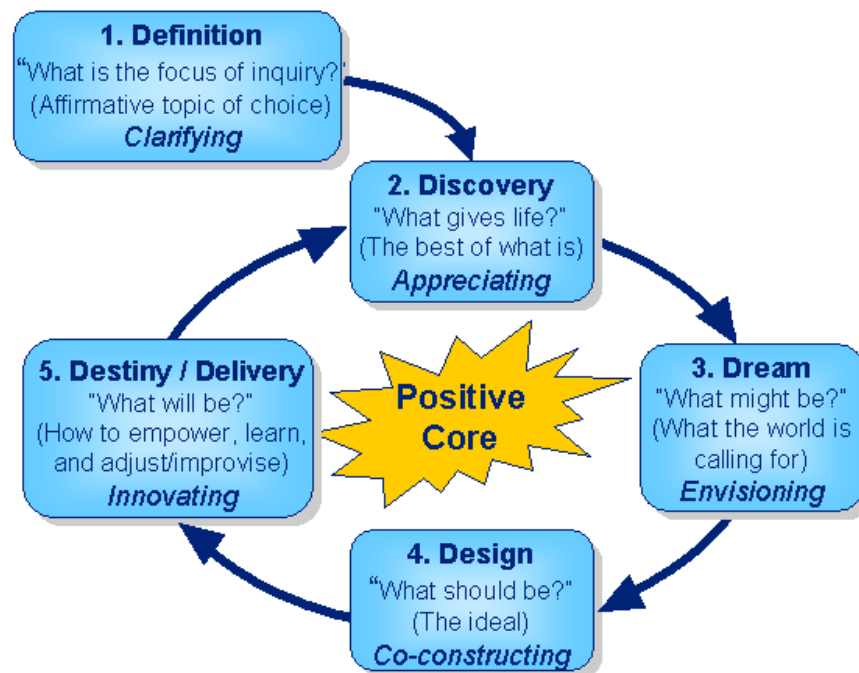 1. Definition
“What is the focus of inquiry?"
(Affirmative topic of choice)
Clarifying
2. Discovery
"What gives life?"
(The best of what is)
Appreciating
3. Dream
"What might be?"
(What the world is
calling for)
Envisioning
4. Design
“What should be?"
(The ideal)
Co-constructing
5. Destiny / Delivery
"What will be?"
(How to empower, learn,
and adjust/improvise)
Innovating
Positive
Core